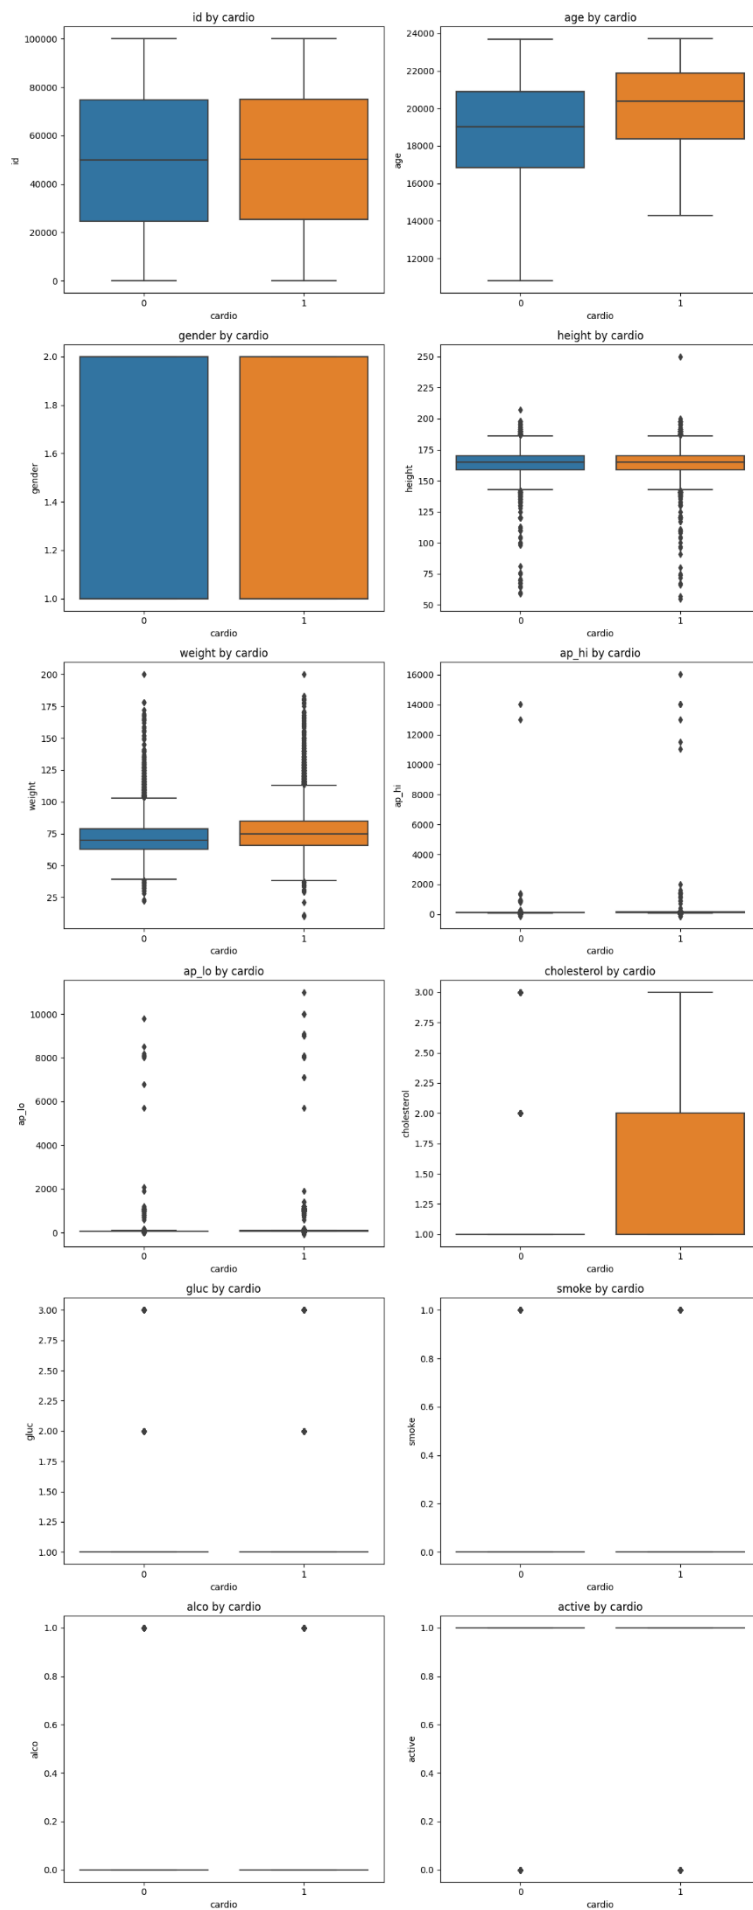 id by cardio
100000
80000
60000
40000
20000
0
id
0 1
cardio
age by cardio
24000
22000
20000
18000
16000
14000
12000
age
0 1
cardio
gender by cardio
2.0
1.8
1.6
1.4
1.2
1.0
gender
0 1
cardio
height by cardio
250
225
200
175
150
125
100
75
50
height
0 1
cardio
weight by cardio
200
175
150
125
100
75
50
25
weight
0 1
cardio
ap_hi by cardio
16000
14000
12000
10000
8000
6000
4000
2000
0
ap_hi
0 1
cardio
ap_lo by cardio
10000
8000
6000
4000
2000
0
ap_lo
0 1
cardio
cholesterol by cardio
3.00
2.75
2.50
2.25
2.00
1.75
1.50
1.25
1.00
cholesterol
0 1
cardio
gluc by cardio
3.00
2.75
2.50
2.25
2.00
1.75
1.50
1.25
1.00
gluc
0 1
cardio
smoke by cardio
1.0
0.8
0.6
0.4
0.2
0.0
smoke
0 1
cardio
alco by cardio
1.0
0.8
0.6
0.4
0.2
0.0
alco
0 1
cardio
active by cardio
1.0
0.8
0.6
0.4
0.2
0.0
active
0 1
cardio